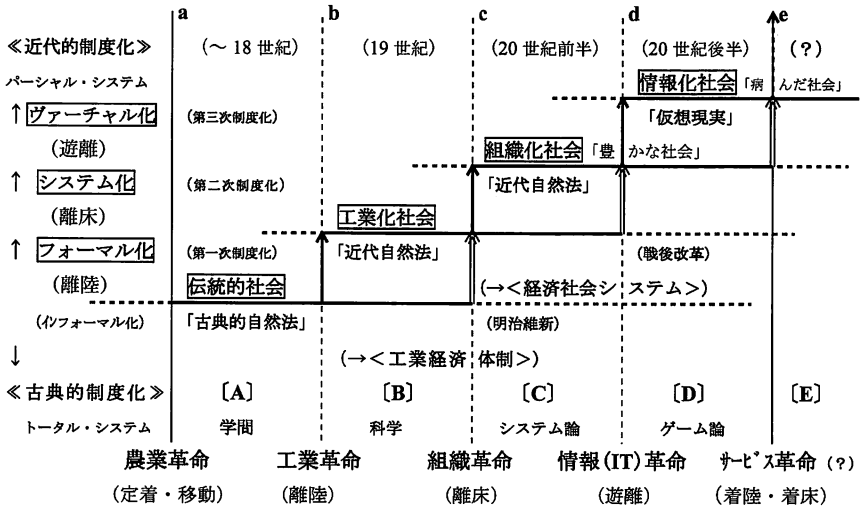 a b c d e
≪近代的制度化≫ (～18世紀) (19世紀) (20世紀前半) (20世紀後半) (?)
パーシャル・システム 情報化社会「病んだ社会」
↑ヴァーチャル化 (第三次制度化) 「仮想現実」
(遊離) 組織化社会「豊かな社会」
↑システム化 (第二次制度化) 「近代自然法」
(離床) 工業化社会
↑フォーマル化 (第一次制度化) 「近代自然法」 (戦後改革)
(離陸) 伝統的社会 (→<経済社会システム>)
(インフォーマル化) 「古典的自然法」 (明治維新)
↓ (→<工業経済体制>)
≪古典的制度化≫ 〔A〕 〔B〕 〔C〕 〔D〕 〔E〕
トータル・システム 学問 科学 システム論 ゲーム論
農業革命 工業革命 組織革命 情報(IT)革命 サービス革命(?)
(定着・移動) (離陸) (離床) (遊離) (着陸・着床)